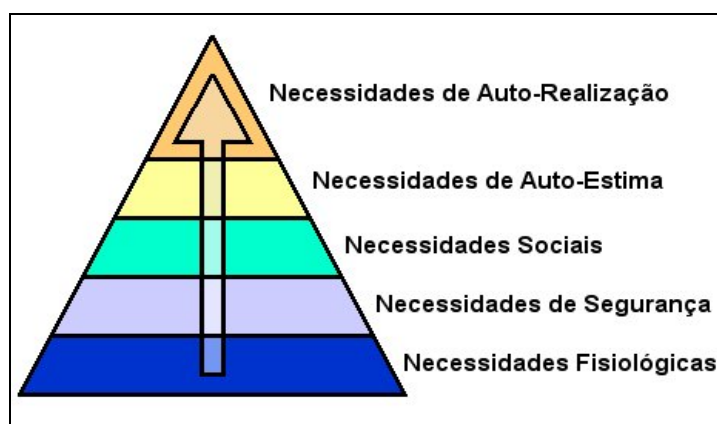 Necessidades de Auto-Realização
Necessidades de Auto-Estima
Necessidades Sociais
Necessidades de Segurança
Necessidades Fisiológicas